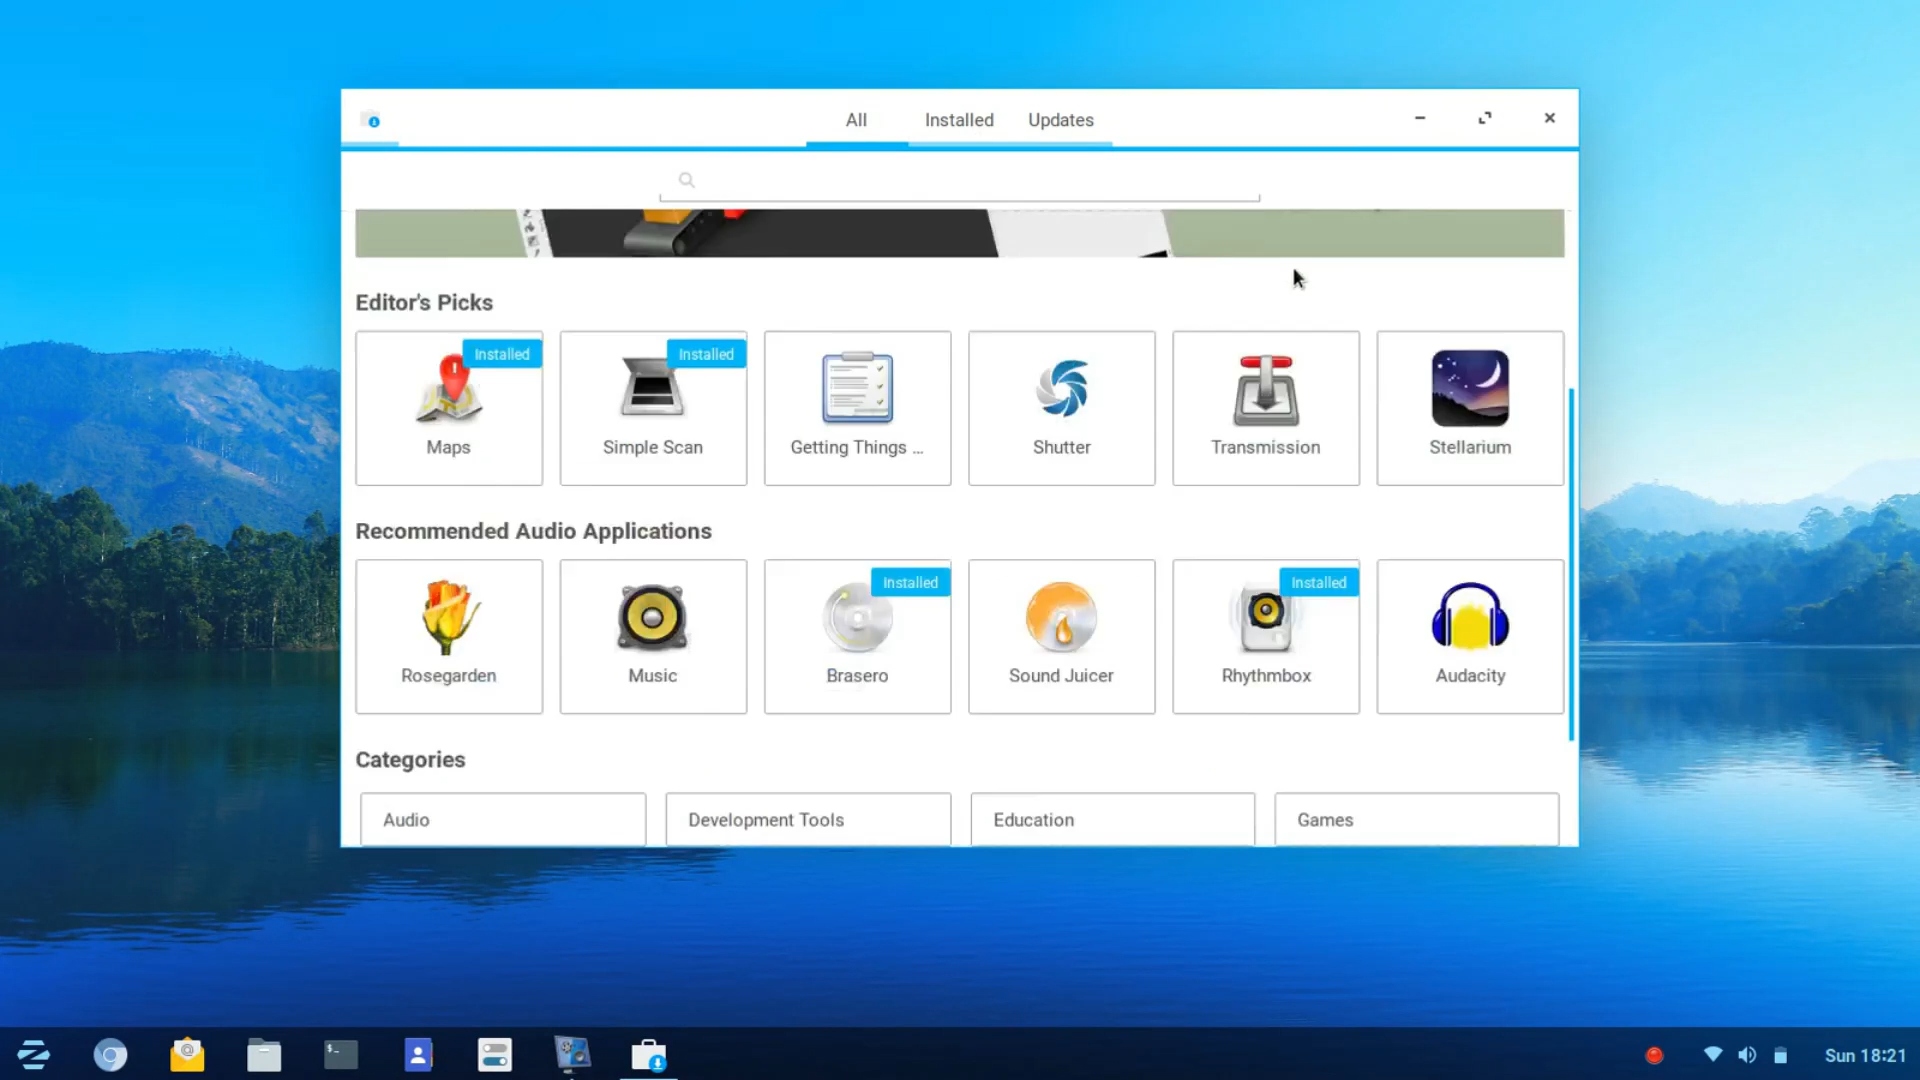 All Installed Updates
Editor's Picks
Installed Installed
Maps Simple Scan Getting Things ... Shutter Transmission Stellarium
Recommended Audio Applications
Installed Installed
Rosegarden Music Brasero Sound Juicer Rhythmbox Audacity
Categories
Audio Development Tools Education Games
Sun 18:21